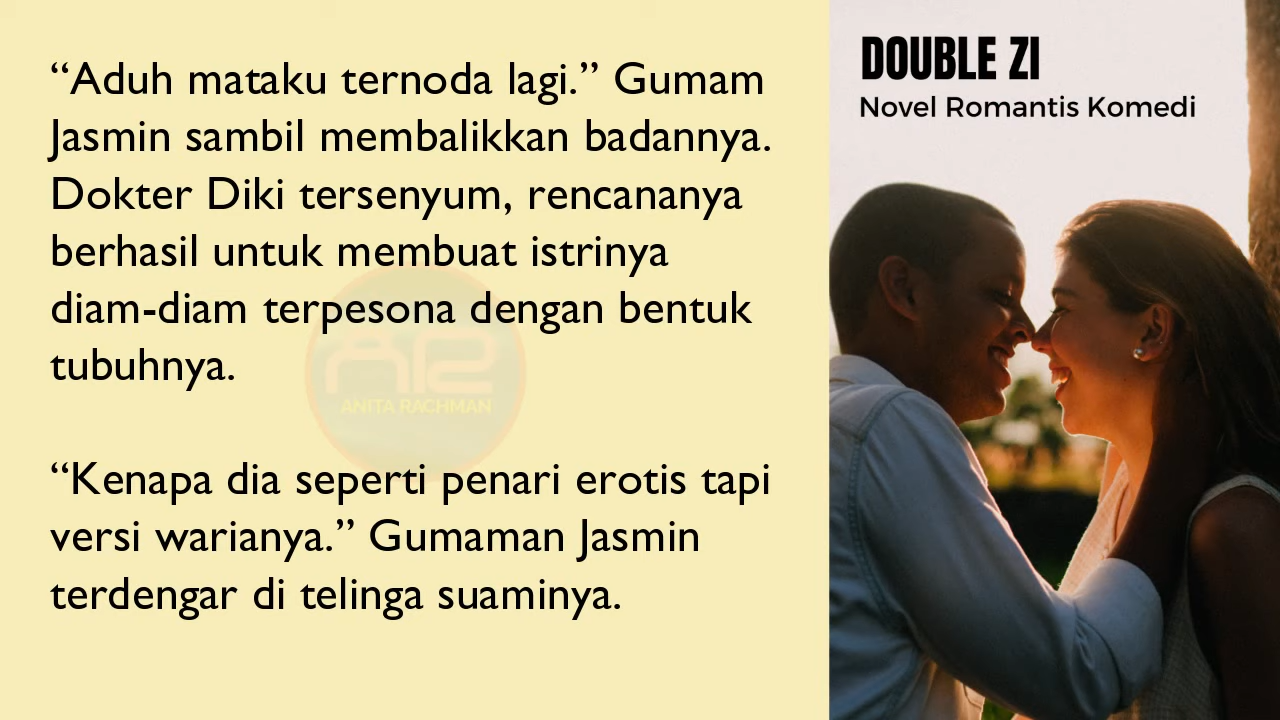 “Aduh mataku ternoda lagi.” Gumam
Jasmin sambil membalikkan badannya.
Dokter Diki tersenyum, rencananya
berhasil untuk membuat istrinya
diam-diam terpesona dengan bentuk
tubuhnya.
“Kenapa dia seperti penari erotis tapi
versi warianya.” Gumaman Jasmin
terdengar di telinga suaminya.
AR
ANITA RACHMAN
DOUBLE ZI
Novel Romantis Komedi